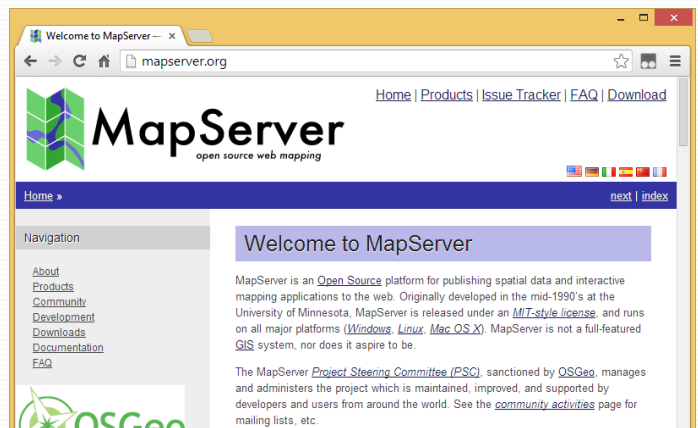 Welcome to MapServer —
mapserver.org
Home | Products | Issue Tracker | FAQ | Download
MapServer
open source web mapping
Home »
next | index
Navigation
About
Products
Community
Development
Downloads
Documentation
FAQ
OSGeo
Welcome to MapServer
MapServer is an Open Source platform for publishing spatial data and interactive
mapping applications to the web. Originally developed in the mid-1990's at the
University of Minnesota, MapServer is released under an MIT-style license, and runs
on all major platforms (Windows, Linux, Mac OS X). MapServer is not a full-featured
GIS system, nor does it aspire to be.
The MapServer Project Steering Committee (PSC), sanctioned by OSGeo, manages
and administers the project which is maintained, improved, and supported by
developers and users from around the world. See the community activities page for
mailing lists, etc.